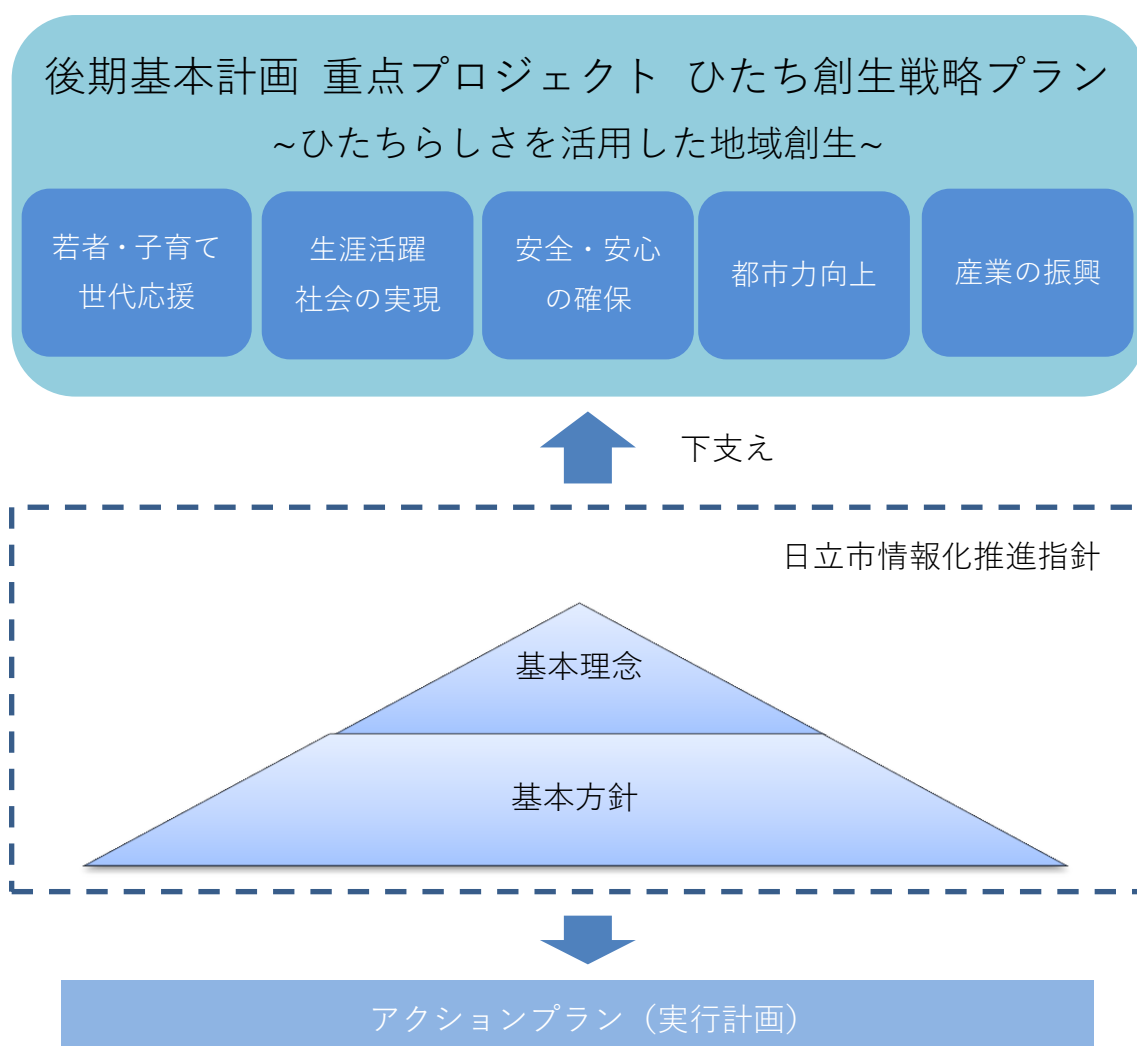 後期基本計画 重点プロジェクト ひたち創生戦略プラン
~ひたちらしさを活用した地域創生~
若者・子育て
世代応援
生涯活躍
社会の実現
安全・安心
の確保
都市力向上
産業の振興
下支え
日立市情報化推進指針
基本理念
基本方針
アクションプラン（実行計画）